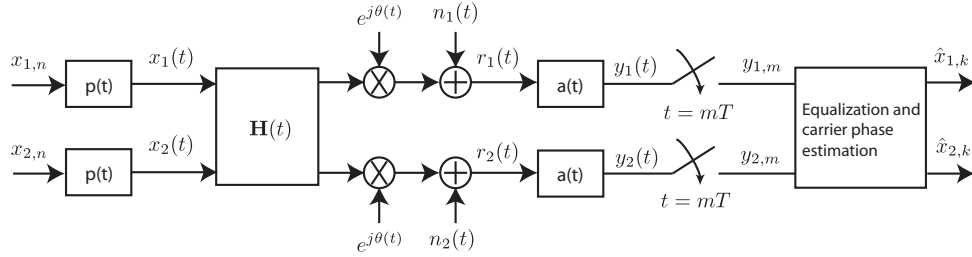 e^{jθ(t)} n_1(t)
x_{1,n} p(t) x_1(t) r_1(t) a(t) y_1(t) t = mT y_{1,m} x̂_{1,k}
H(t)
Equalization and
carrier phase
estimation
x_{2,n} p(t) x_2(t) r_2(t) a(t) y_2(t) t = mT y_{2,m} x̂_{2,k}
e^{jθ(t)} n_2(t)